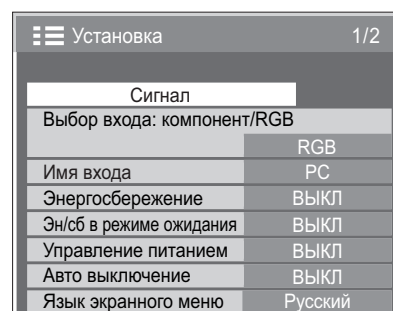 Установка 1/2
Сигнал
Выбор входа: компонент/RGB
RGB
Имя входа PC
Энергосбережение ВЫКЛ
Эн/сб в режиме ожидания ВЫКЛ
Управление питанием ВЫКЛ
Авто выключение ВЫКЛ
Язык экранного меню Русский